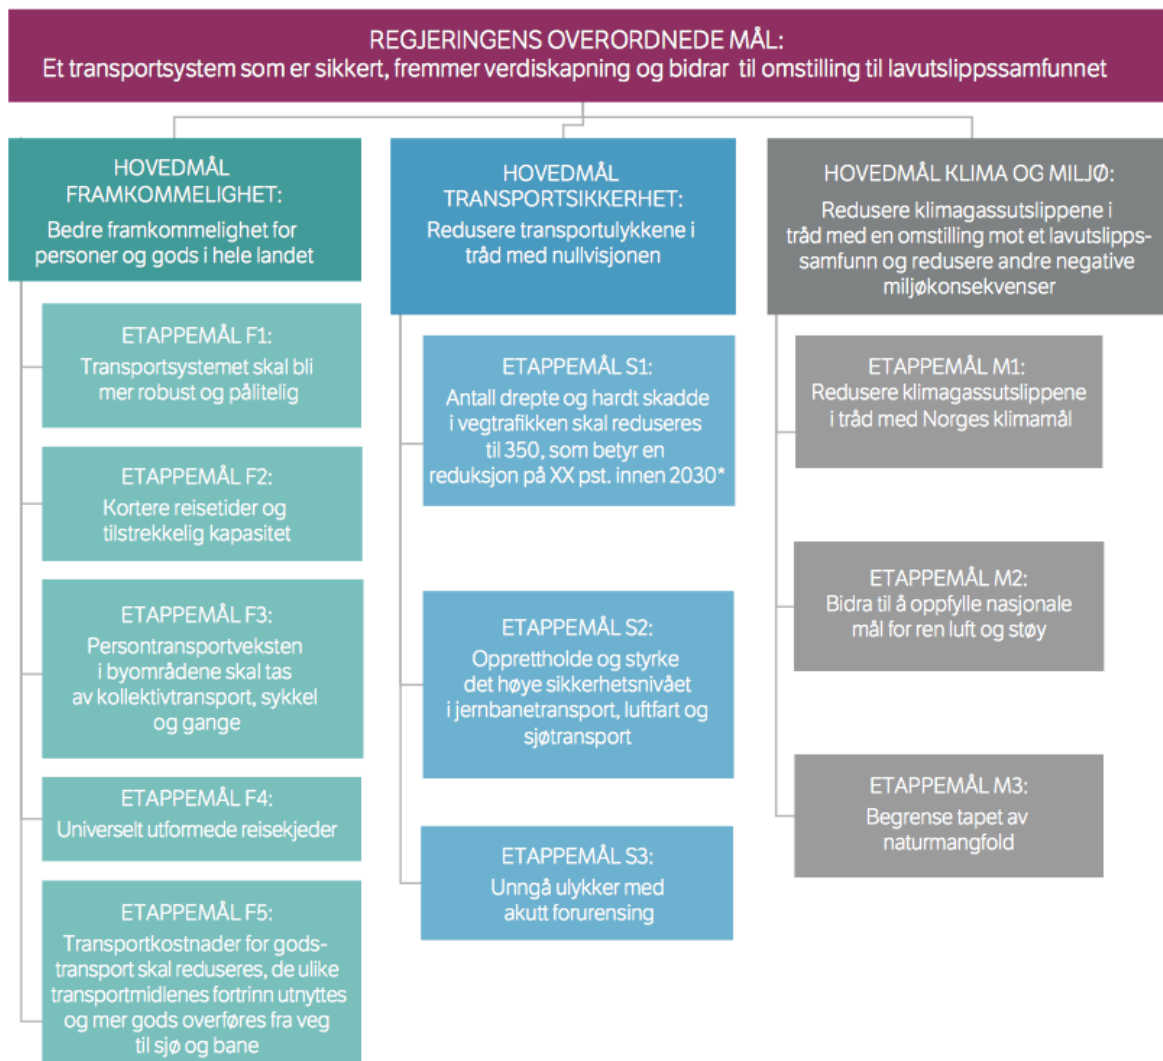 REGJERINGENS OVERORDNEDE MÅL:
Et transportsystem som er sikkert, fremmer verdiskapning og bidrar til omstilling til lavutslippssamfunnet
HOVEDMÅL
FRAMKOMMELIGHET:
Bedre framkommelighet for
personer og gods i hele landet
ETAPPEMÅL F1:
Transportsystemet skal bli
mer robust og pålitelig
ETAPPEMÅL F2:
Kortere reisetider og
tilstrekkelig kapasitet
ETAPPEMÅL F3:
Persontransportveksten
i byområdene skal tas
av kollektivtransport, sykkel
og gange
ETAPPEMÅL F4:
Universelt utformede reisekjeder
ETAPPEMÅL F5:
Transportkostnader for gods-
transport skal reduseres, de ulike
transportmidlenes fortrinn utnyttes
og mer gods overføres fra veg
til sjø og bane
HOVEDMÅL
TRANSPORTSIKKERHET:
Redusere transportulykkene i
tråd med nullvisjonen
ETAPPEMÅL S1:
Antall drepte og hardt skadde
i vegtrafikken skal reduseres
til 350, som betyr en
reduksjon på XX pst. innen 2030*
ETAPPEMÅL S2:
Opprettholde og styrke
det høye sikkerhetsnivået
i jernbanetransport, luftfart og
sjøtransport
ETAPPEMÅL S3:
Unngå ulykker med
akutt forurensing
HOVEDMÅL KLIMA OG MILJØ:
Redusere klimagassutslippene i
tråd med en omstilling mot et lavutslipps-
samfunn og redusere andre negative
miljøkonsekvenser
ETAPPEMÅL M1:
Redusere klimagassutslippene
i tråd med Norges klimamål
ETAPPEMÅL M2:
Bidra til å oppfylle nasjonale
mål for ren luft og støy
ETAPPEMÅL M3:
Begrense tapet av
naturmangfold